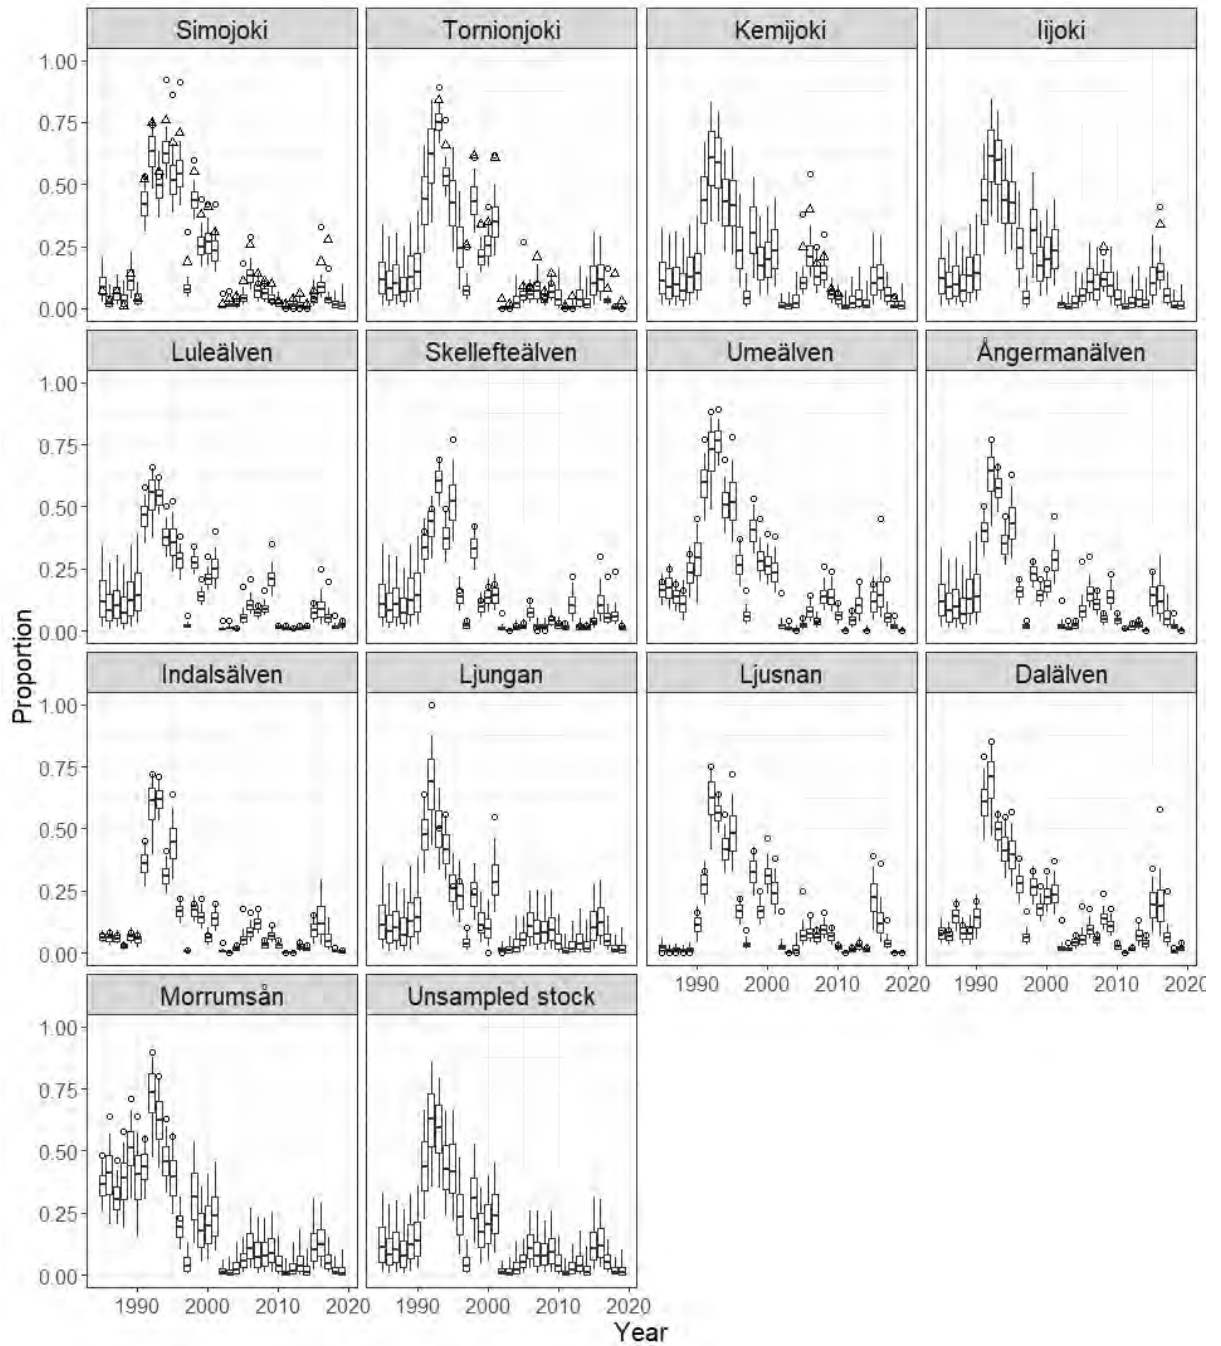 Simojoki Tornionjoki Kemijoki Iijoki
1.00
0.75
0.50
0.25
0.00
Luleälven Skellefteälven Umeälven Ångermanälven
1.00
0.75
0.50
0.25
0.00
Indalsälven Ljungan Ljusnan Dalälven
1.00
0.75
0.50
0.25
0.00
Proportion
1990 2000 2010 2020 1990 2000 2010 2020
Morrumsån Unsampled stock
1.00
0.75
0.50
0.25
0.00
1990 2000 2010 2020 1990 2000 2010 2020
Year